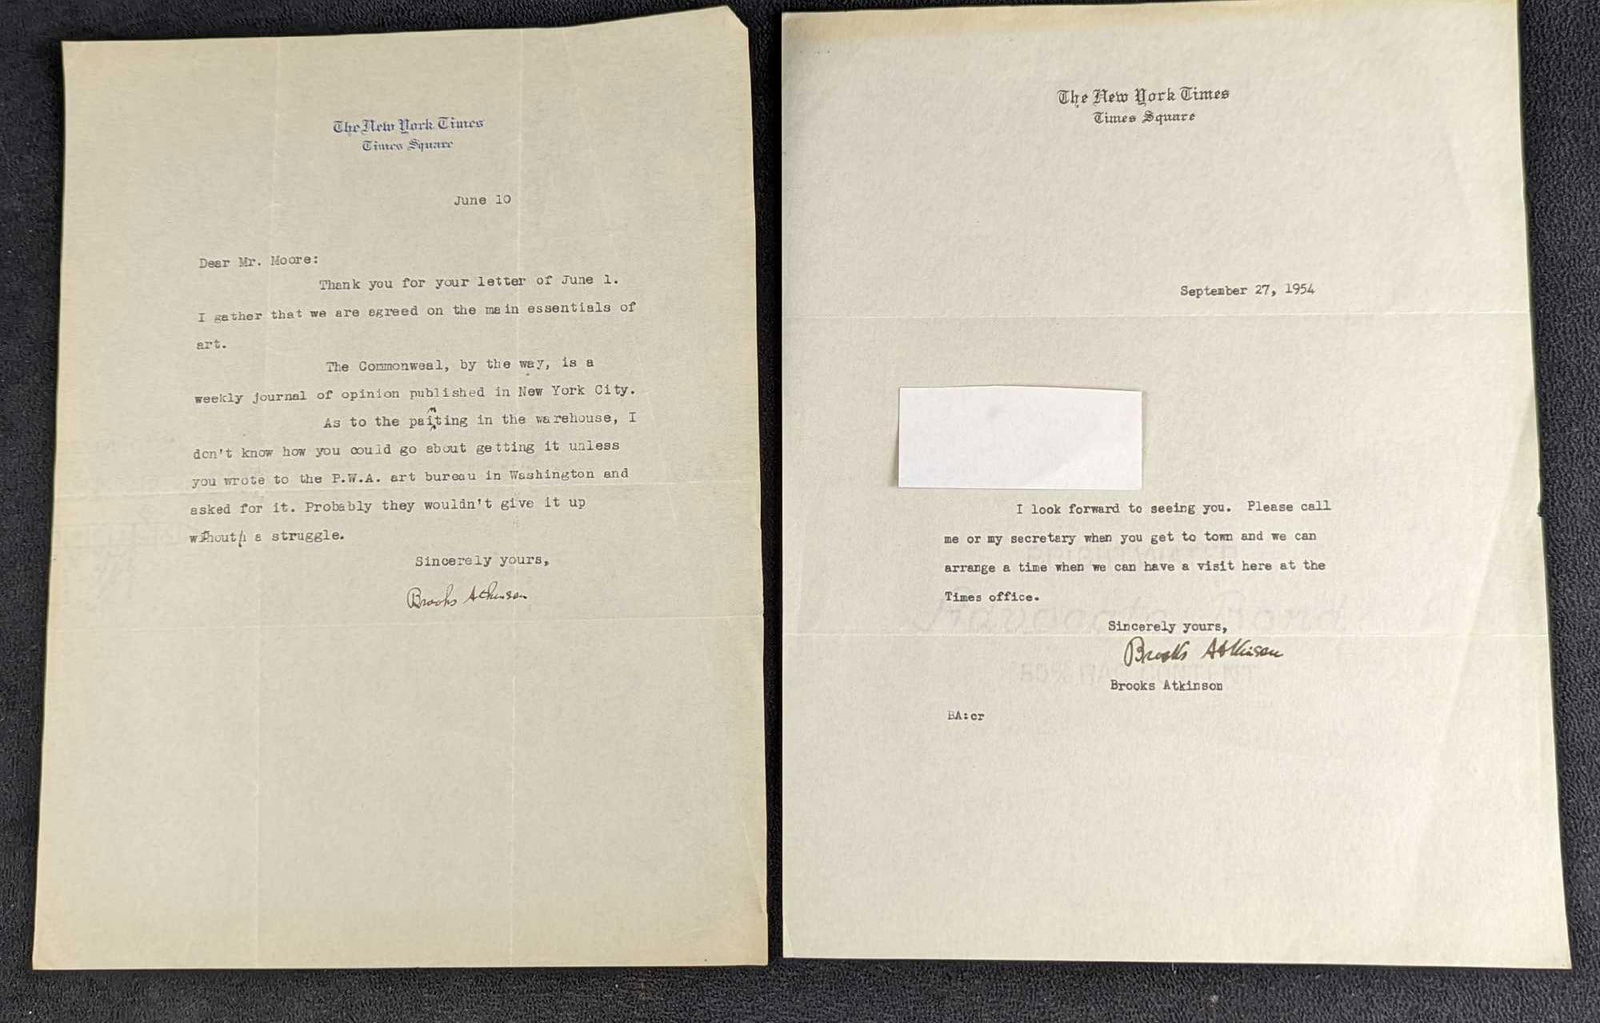 The New York Times
Times Square
June 10
Dear Mr. Moore:
Thank you for your letter of June 1.
I gather that we are agreed on the main essentials of
art.
The Commonweal, by the way, is a
weekly journal of opinion published in New York City.
As to the painting in the warehouse, I
don't know how you could go about getting it unless
you wrote to the P.W.A. art bureau in Washington and
asked for it. Probably they wouldn't give it up
without a struggle.
Sincerely yours,
Brooks Atkinson
The New York Times
Times Square
September 27, 1954
I look forward to seeing you. Please call
me or my secretary when you get to town and we can
arrange a time when we can have a visit here at the
Times office.
Sincerely yours,
Brooks Atkinson
Brooks Atkinson
BA:cr